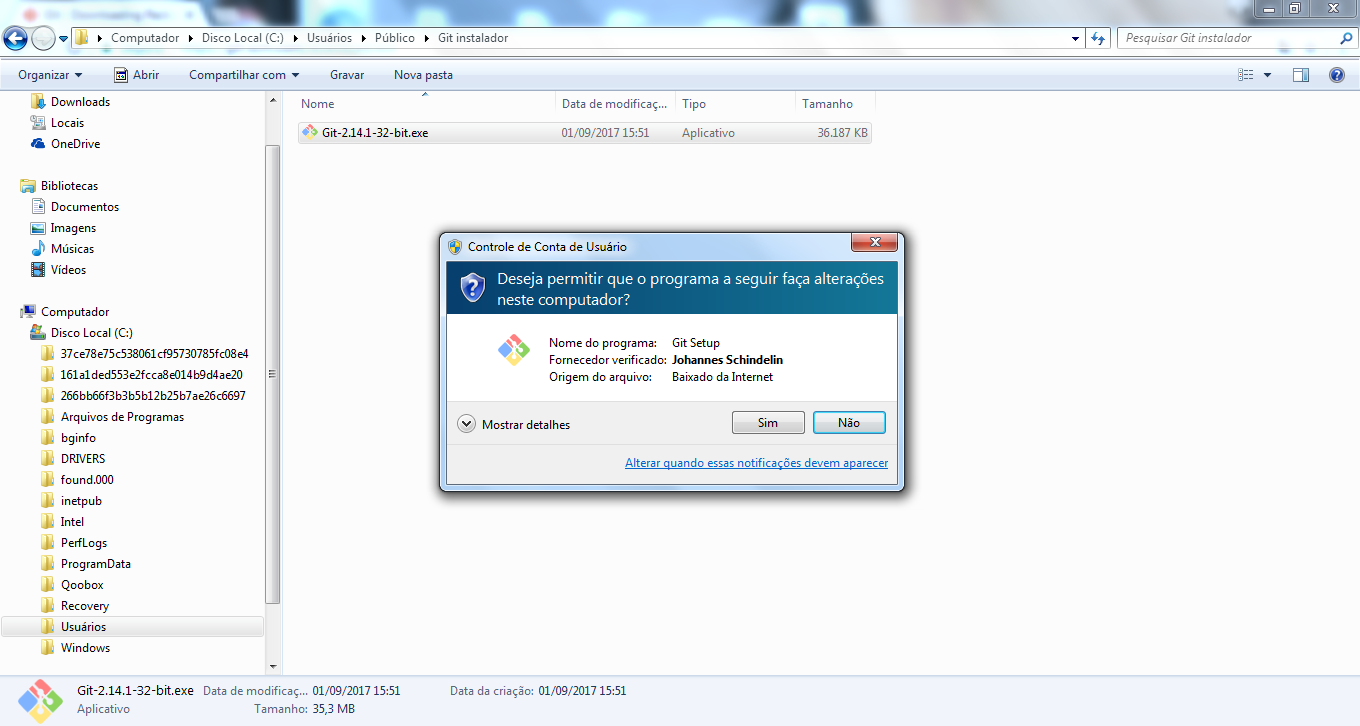 Computador Disco Local (C:) Usuários Público Git instalador
Pesquisar Git instalador
Organizar Abrir Compartilhar com Gravar Nova pasta
Nome Data de modificaç... Tipo Tamanho
Git-2.14.1-32-bit.exe 01/09/2017 15:51 Aplicativo 36.187 KB
Downloads
Locais
OneDrive
Bibliotecas
Documentos
Imagens
Músicas
Vídeos
Computador
Disco Local (C:)
37ce78e75c538061cf95730785fc08e4
161a1ded553e2fcca8e014b9d4ae20
266bb66f3b3b5b12b25b7ae26c6697
Arquivos de Programas
bginfo
DRIVERS
found.000
inetpub
Intel
PerfLogs
ProgramData
Qoobox
Recovery
Usuários
Windows
Controle de Conta de Usuário
Deseja permitir que o programa a seguir faça alterações
neste computador?
Nome do programa: Git Setup
Fornecedor verificado: Johannes Schindelin
Origem do arquivo: Baixado da Internet
Mostrar detalhes
Sim
Não
Alterar quando essas notificações devem aparecer
Git-2.14.1-32-bit.exe Data de modificaç... 01/09/2017 15:51 Data da criação: 01/09/2017 15:51
Aplicativo Tamanho: 35,3 MB